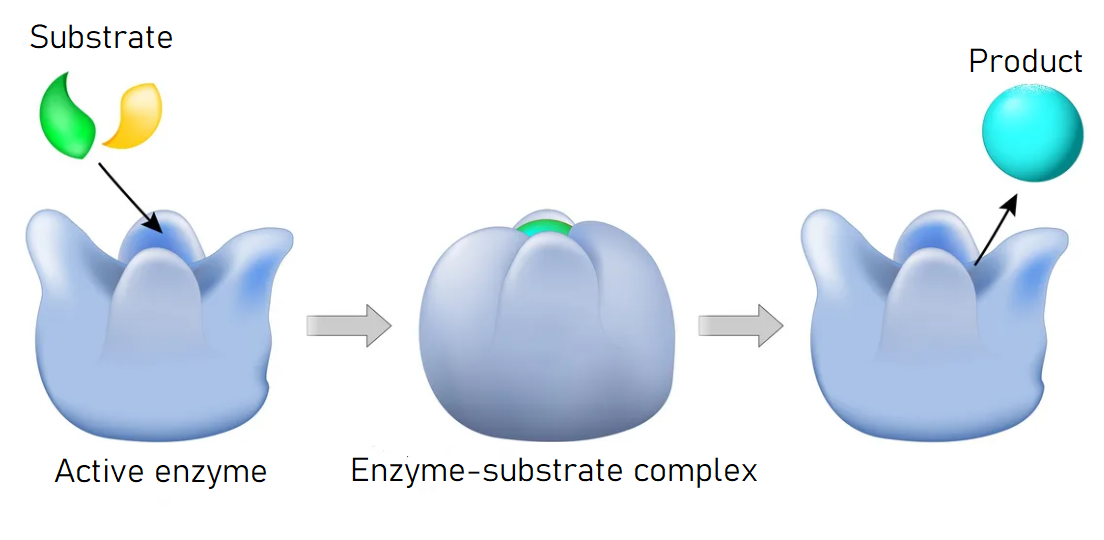 Substrate
Product
Active enzyme
Enzyme-substrate complex